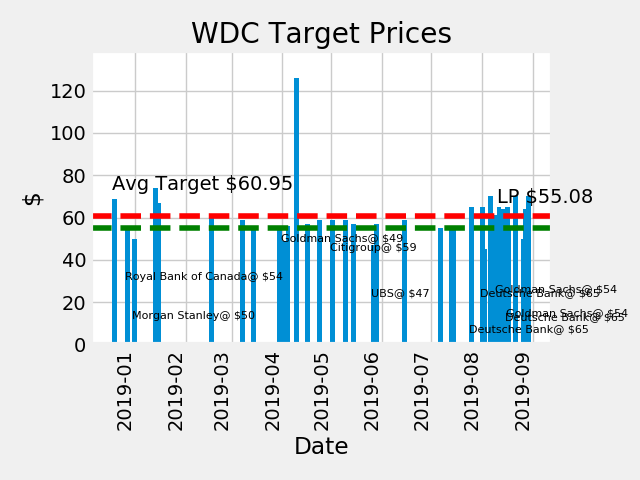 WDC Target Prices
120
100
80
60
40
20
0
$
Avg Target $60.95
LP $55.08
Goldman Sachs@ $49
Citigroup@ $59
Royal Bank of Canada@ $54
UBS@ $47
Goldman Sachs@ $54
Deutsche Bank@ $65
Morgan Stanley@ $50
Goldman Sachs@ $54
Deutsche Bank@ $65
Deutsche Bank@ $65
2019-01
2019-02
2019-03
2019-04
2019-05
2019-06
2019-07
2019-08
2019-09
Date